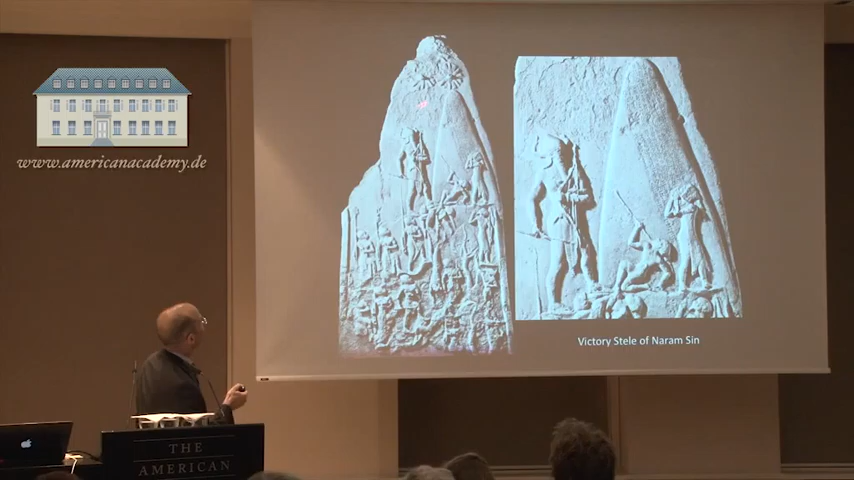 www.americanacademy.de
Victory Stele of Naram Sin
THE
AMERICAN